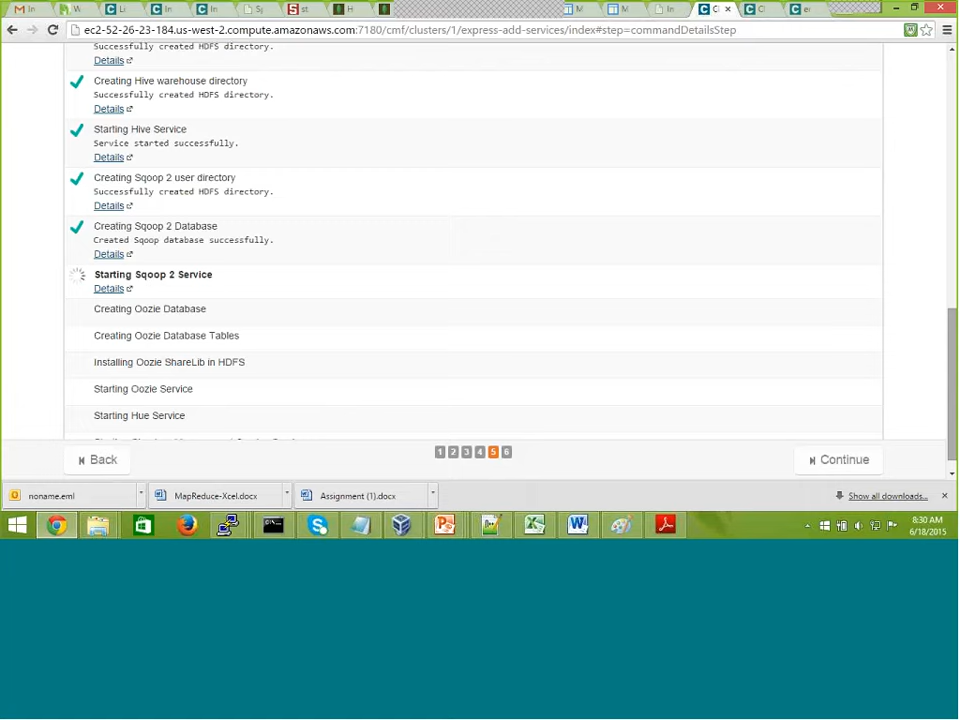 ec2-52-26-23-184.us-west-2.compute.amazonaws.com:7180/cmf/clusters/1/express-add-services/index#step=commandDetailsStep
Successfully created HDFS directory.
Details
Creating Hive warehouse directory
Successfully created HDFS directory.
Details
Starting Hive Service
Service started successfully.
Details
Creating Sqoop 2 user directory
Successfully created HDFS directory.
Details
Creating Sqoop 2 Database
Created Sqoop database successfully.
Details
Starting Sqoop 2 Service
Details
Creating Oozie Database
Creating Oozie Database Tables
Installing Oozie ShareLib in HDFS
Starting Oozie Service
Starting Hue Service
1 2 3 4 5 6
Back
Continue
noname.eml
MapReduce-Xcel.docx
Assignment (1).docx
Show all downloads...
8:30 AM
6/18/2015